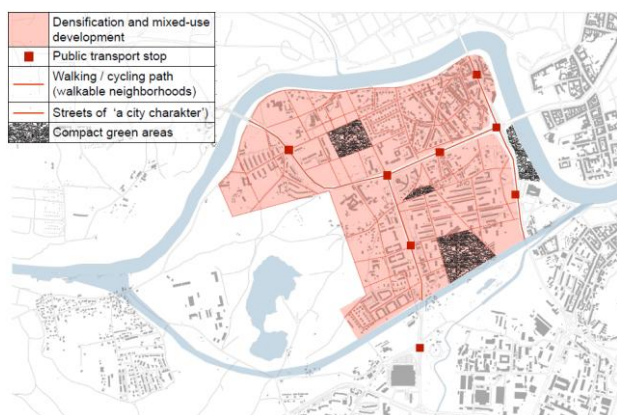 Densification and mixed-use
development
Public transport stop
Walking / cycling path
(walkable neighborhoods)
Streets of 'a city charakter')
Compact green areas